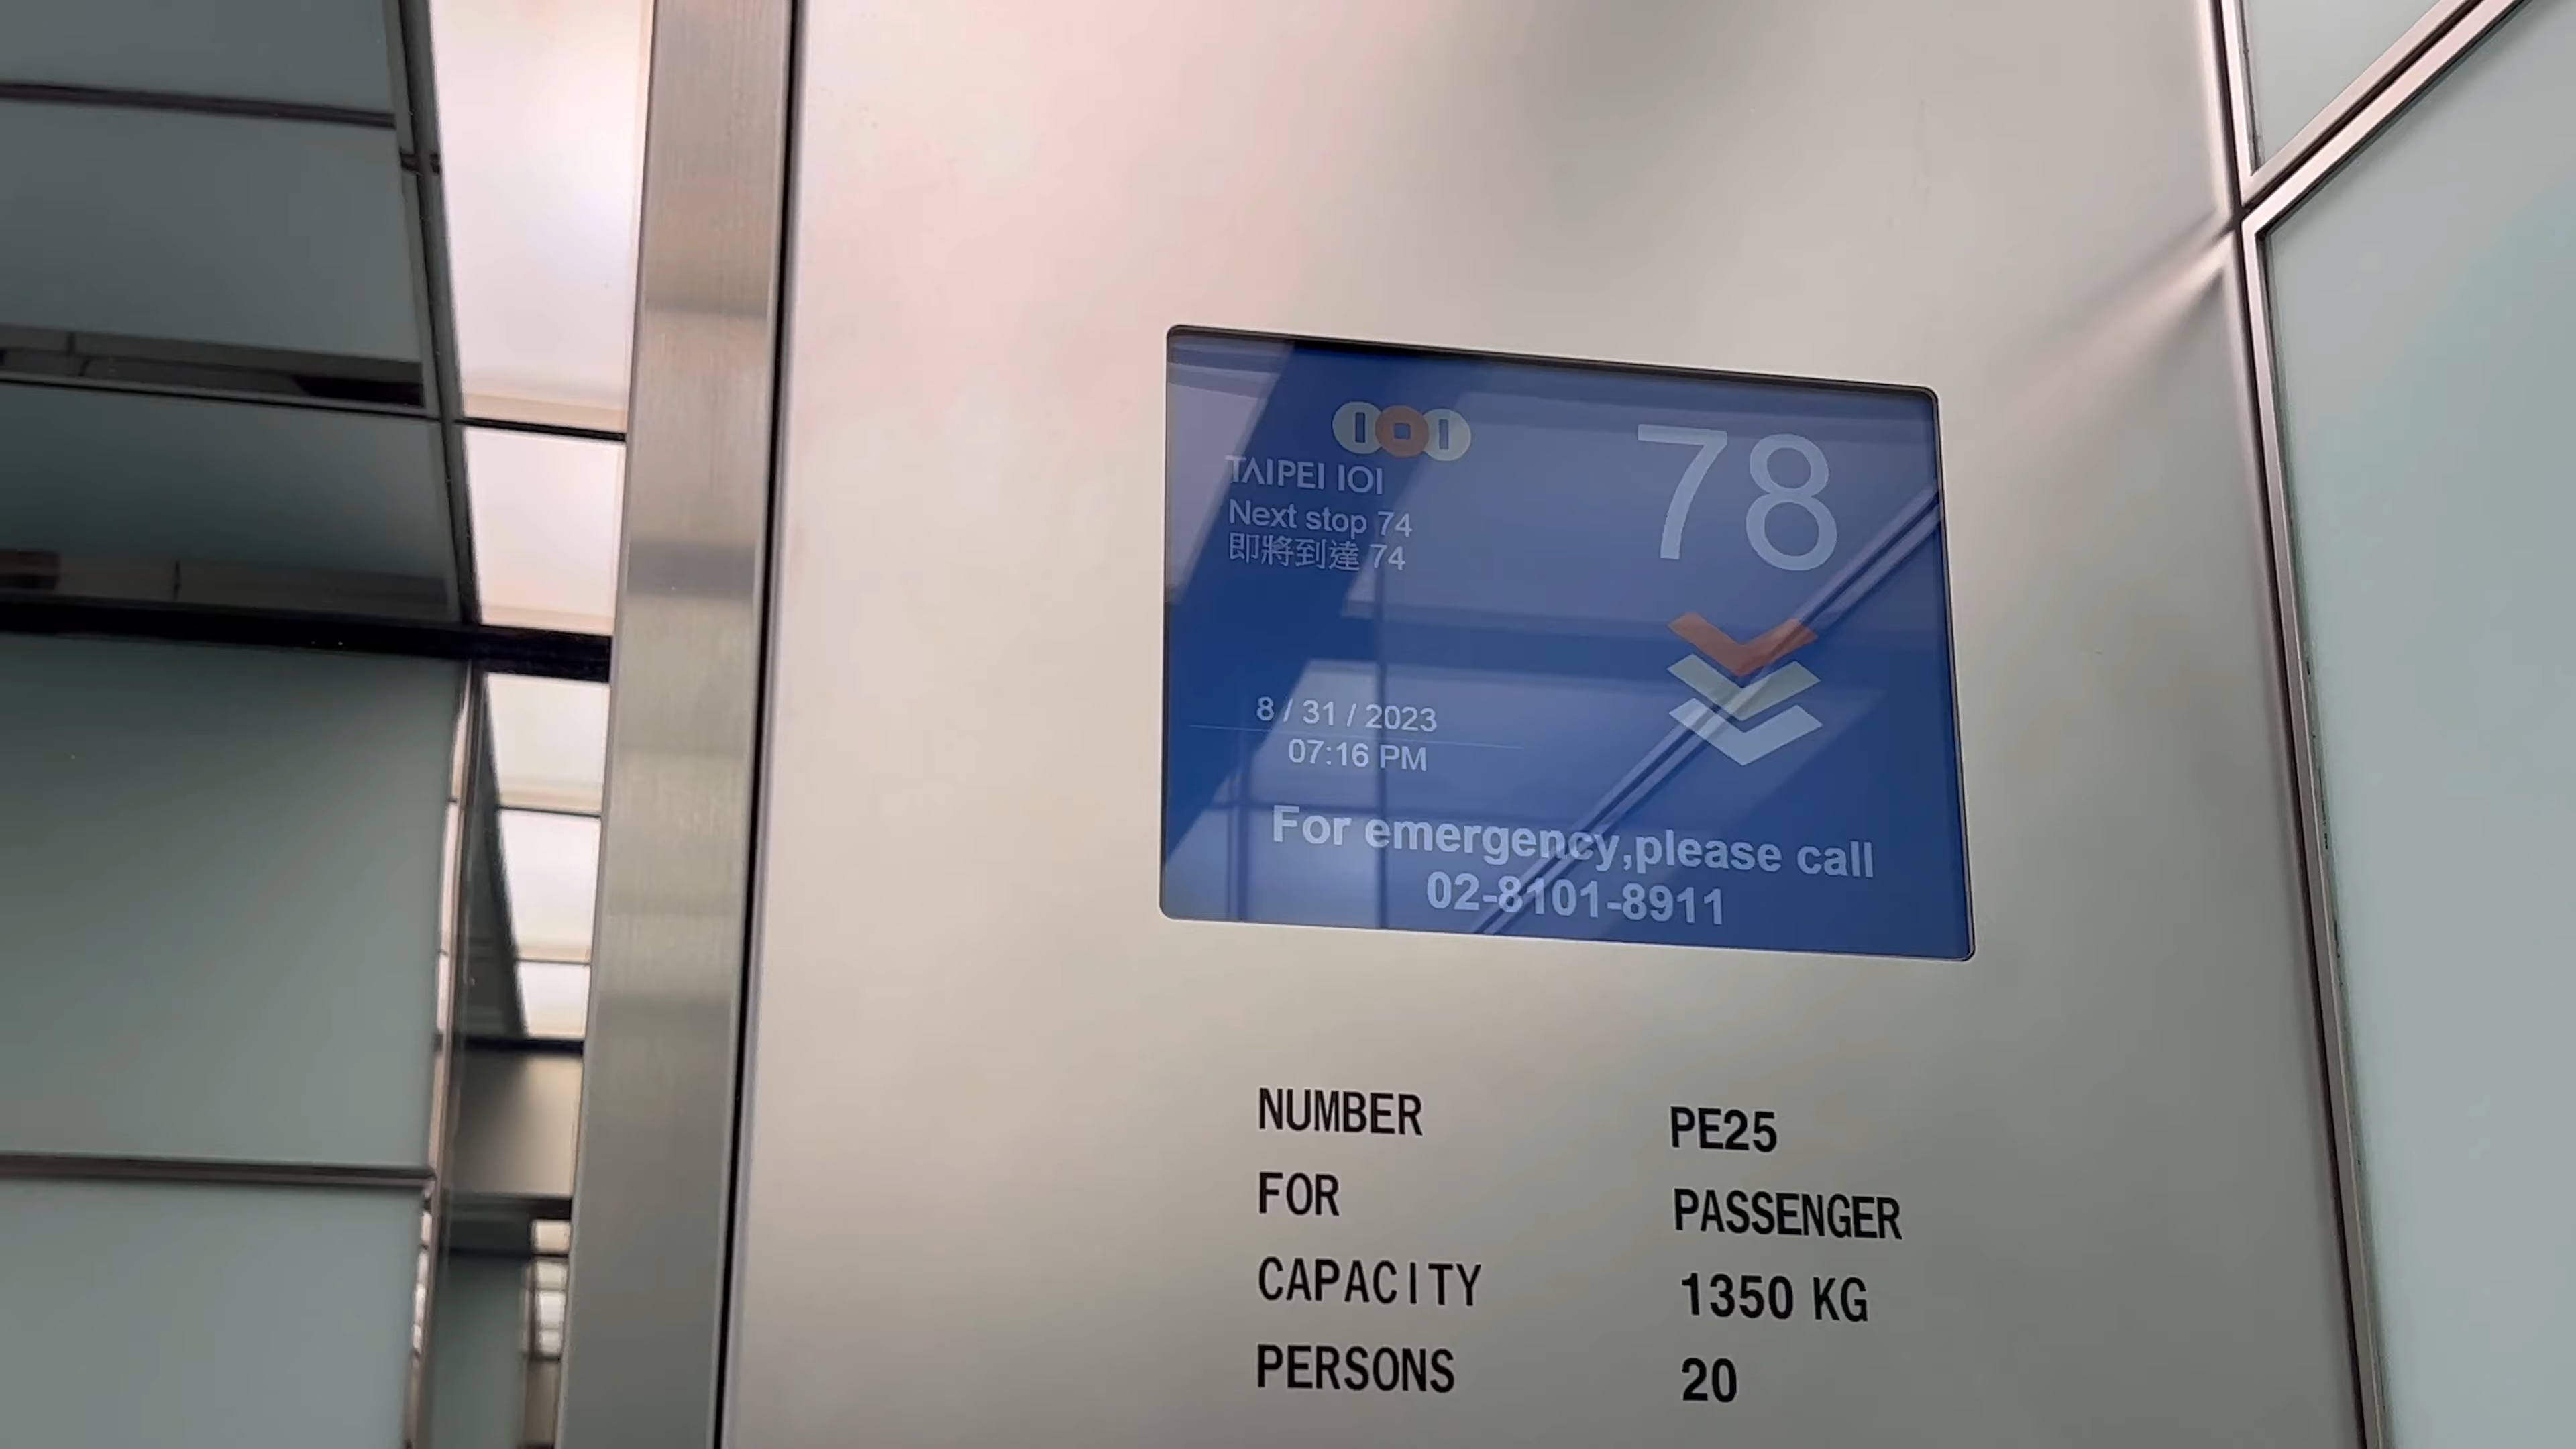 TAIPEI 101
Next stop 74
即將到達 74
78
8 / 31 / 2023
07:16 PM
For emergency,please call
02-8101-8911
NUMBER PE25
FOR PASSENGER
CAPACITY 1350 KG
PERSONS 20